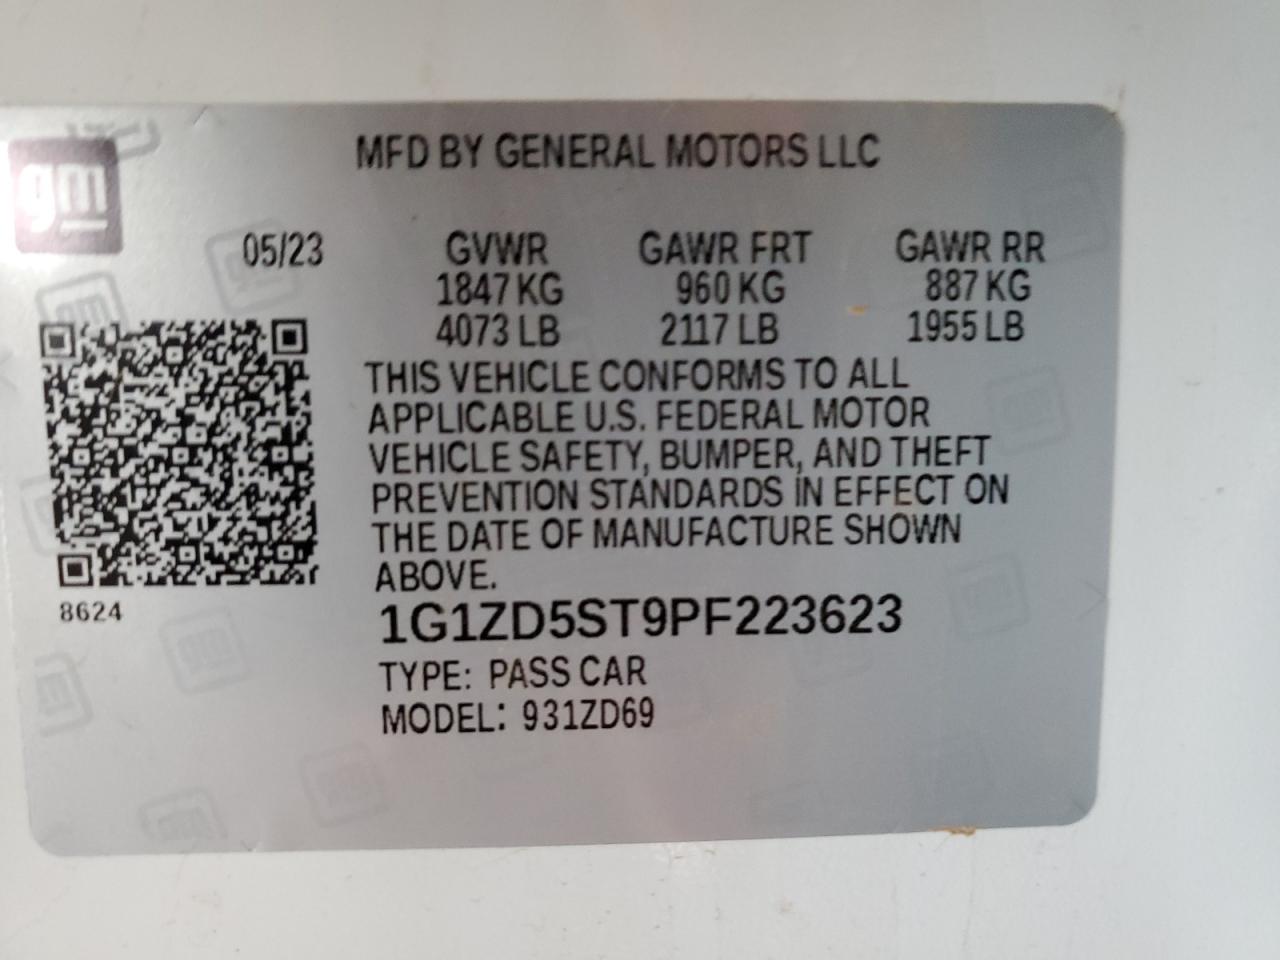 gm
MFD BY GENERAL MOTORS LLC
05/23 GVWR GAWR FRT GAWR RR
1847 KG 960 KG 887 KG
4073 LB 2117 LB 1955 LB
THIS VEHICLE CONFORMS TO ALL
APPLICABLE U.S. FEDERAL MOTOR
VEHICLE SAFETY, BUMPER, AND THEFT
PREVENTION STANDARDS IN EFFECT ON
THE DATE OF MANUFACTURE SHOWN
ABOVE.
8624
1G1ZD5ST9PF223623
TYPE: PASS CAR
MODEL: 931ZD69